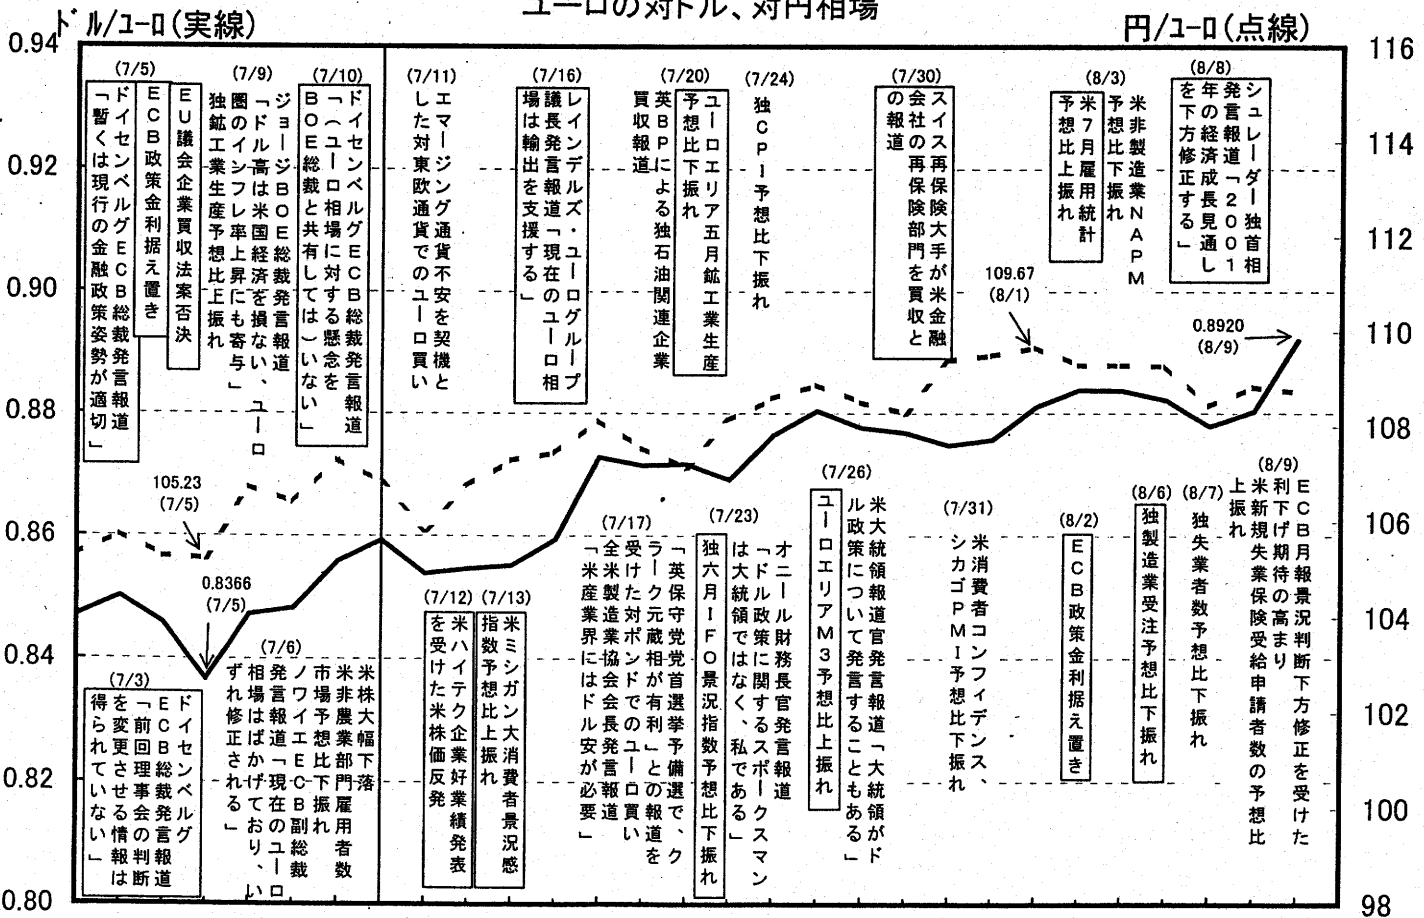 ユーロの対ドル、対円相場
ドル/ユーロ(実線)
円/ユーロ(点線)
0.94
0.92
0.90
0.88
0.86
0.84
0.82
0.80
116
114
112
110
108
106
104
102
100
98
(7/5)
ドイセンベルグECB総裁発言報道
「暫くは現行の金融政策姿勢が適切」
ECB政策金利据え置き
EU議会企業買収法案否決
(7/9)
ジョージBOE総裁発言報道
「ドル高は米国経済を損ない、ユーロ
圏のインフレ率上昇にも寄与」
独鉱工業生産予想比上振れ
(7/10)
ドイセンベルグECB総裁発言報道
「(ユーロ相場に対する懸念を
BOE総裁と共有しては)いない」
(7/11)
エマージング通貨不安を契機と
した対東欧通貨でのユーロ買い
(7/16)
レインデルズ・ユーログループ
議長発言報道「現在のユーロ相
場は輸出を支援する」
(7/20)
ユーロエリア五月鉱工業生産
予想比下振れ
英BPによる独石油関連企業
買収報道
(7/24)
独CPI予想比下振れ
(7/30)
スイス再保険大手が米金融
会社の再保険部門を買収と
の報道
(8/3)
米非製造業NAPM
予想比下振れ
米7月雇用統計
予想比上振れ
(8/8)
シュレーダー独首相
発言報道「2001
年の経済成長見通し
を下方修正する」
105.23
(7/5)
0.8366
(7/5)
109.67
(8/1)
0.8920
(8/9)
(7/3)
ドイセンベルグ
ECB総裁発言報道
「前回理事会の判断
を変更させる情報は
得られていない」
(7/6)
米株大幅下落
米非農業部門雇用者数
市場予想比下振れ
ノワイエECB副総裁
発言報道「現在のユーロ
相場はばかげており、い
ずれ修正される」
(7/12)
米ハイテク企業好業績発表
を受けた米株価反発
(7/13)
米ミシガン大消費者景況感
指数予想比上振れ
(7/17)
「英保守党党首選挙予備選で、ク
ラーク元蔵相が有利」との報道を
受けた対ポンドでのユーロ買い
全米製造業協会会長発言報道
「米産業界にはドル安が必要」
(7/23)
オニール財務長官発言報道
「ドル政策に関するスポークスマン
は大統領ではなく、私である」
独六月IFO景況指数予想比下振れ
(7/26)
米大統領報道官発言報道「大統領がド
ル政策について発言することもある」
ユーロエリアM3予想比上振れ
(7/31)
米消費者コンフィデンス、
シカゴPMI予想比下振れ
(8/2)
ECB政策金利据え置き
(8/6)
独製造業受注予想比下振れ
(8/7)
独失業者数予想比下振れ
(8/9)
ECB月報景況判断下方修正を受けた
利下げ期待の高まり
米新規失業保険受給申請者数の予想比
上振れ